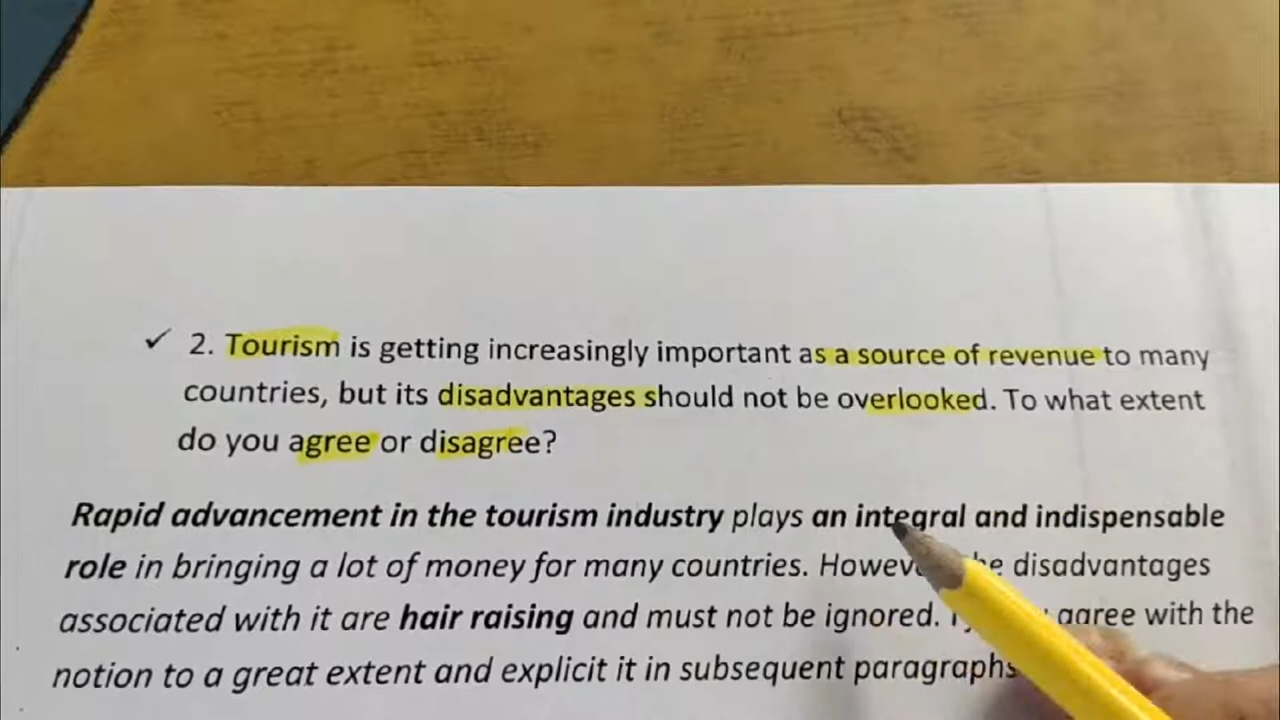 ✓ 2. Tourism is getting increasingly important as a source of revenue to many
countries, but its disadvantages should not be overlooked. To what extent
do you agree or disagree?
Rapid advancement in the tourism industry plays an integral and indispensable
role in bringing a lot of money for many countries. disadvantages
associated with it are hair raising and must not be ignored. I agree with the
notion to a great extent and explicit it in subsequent paragraphs